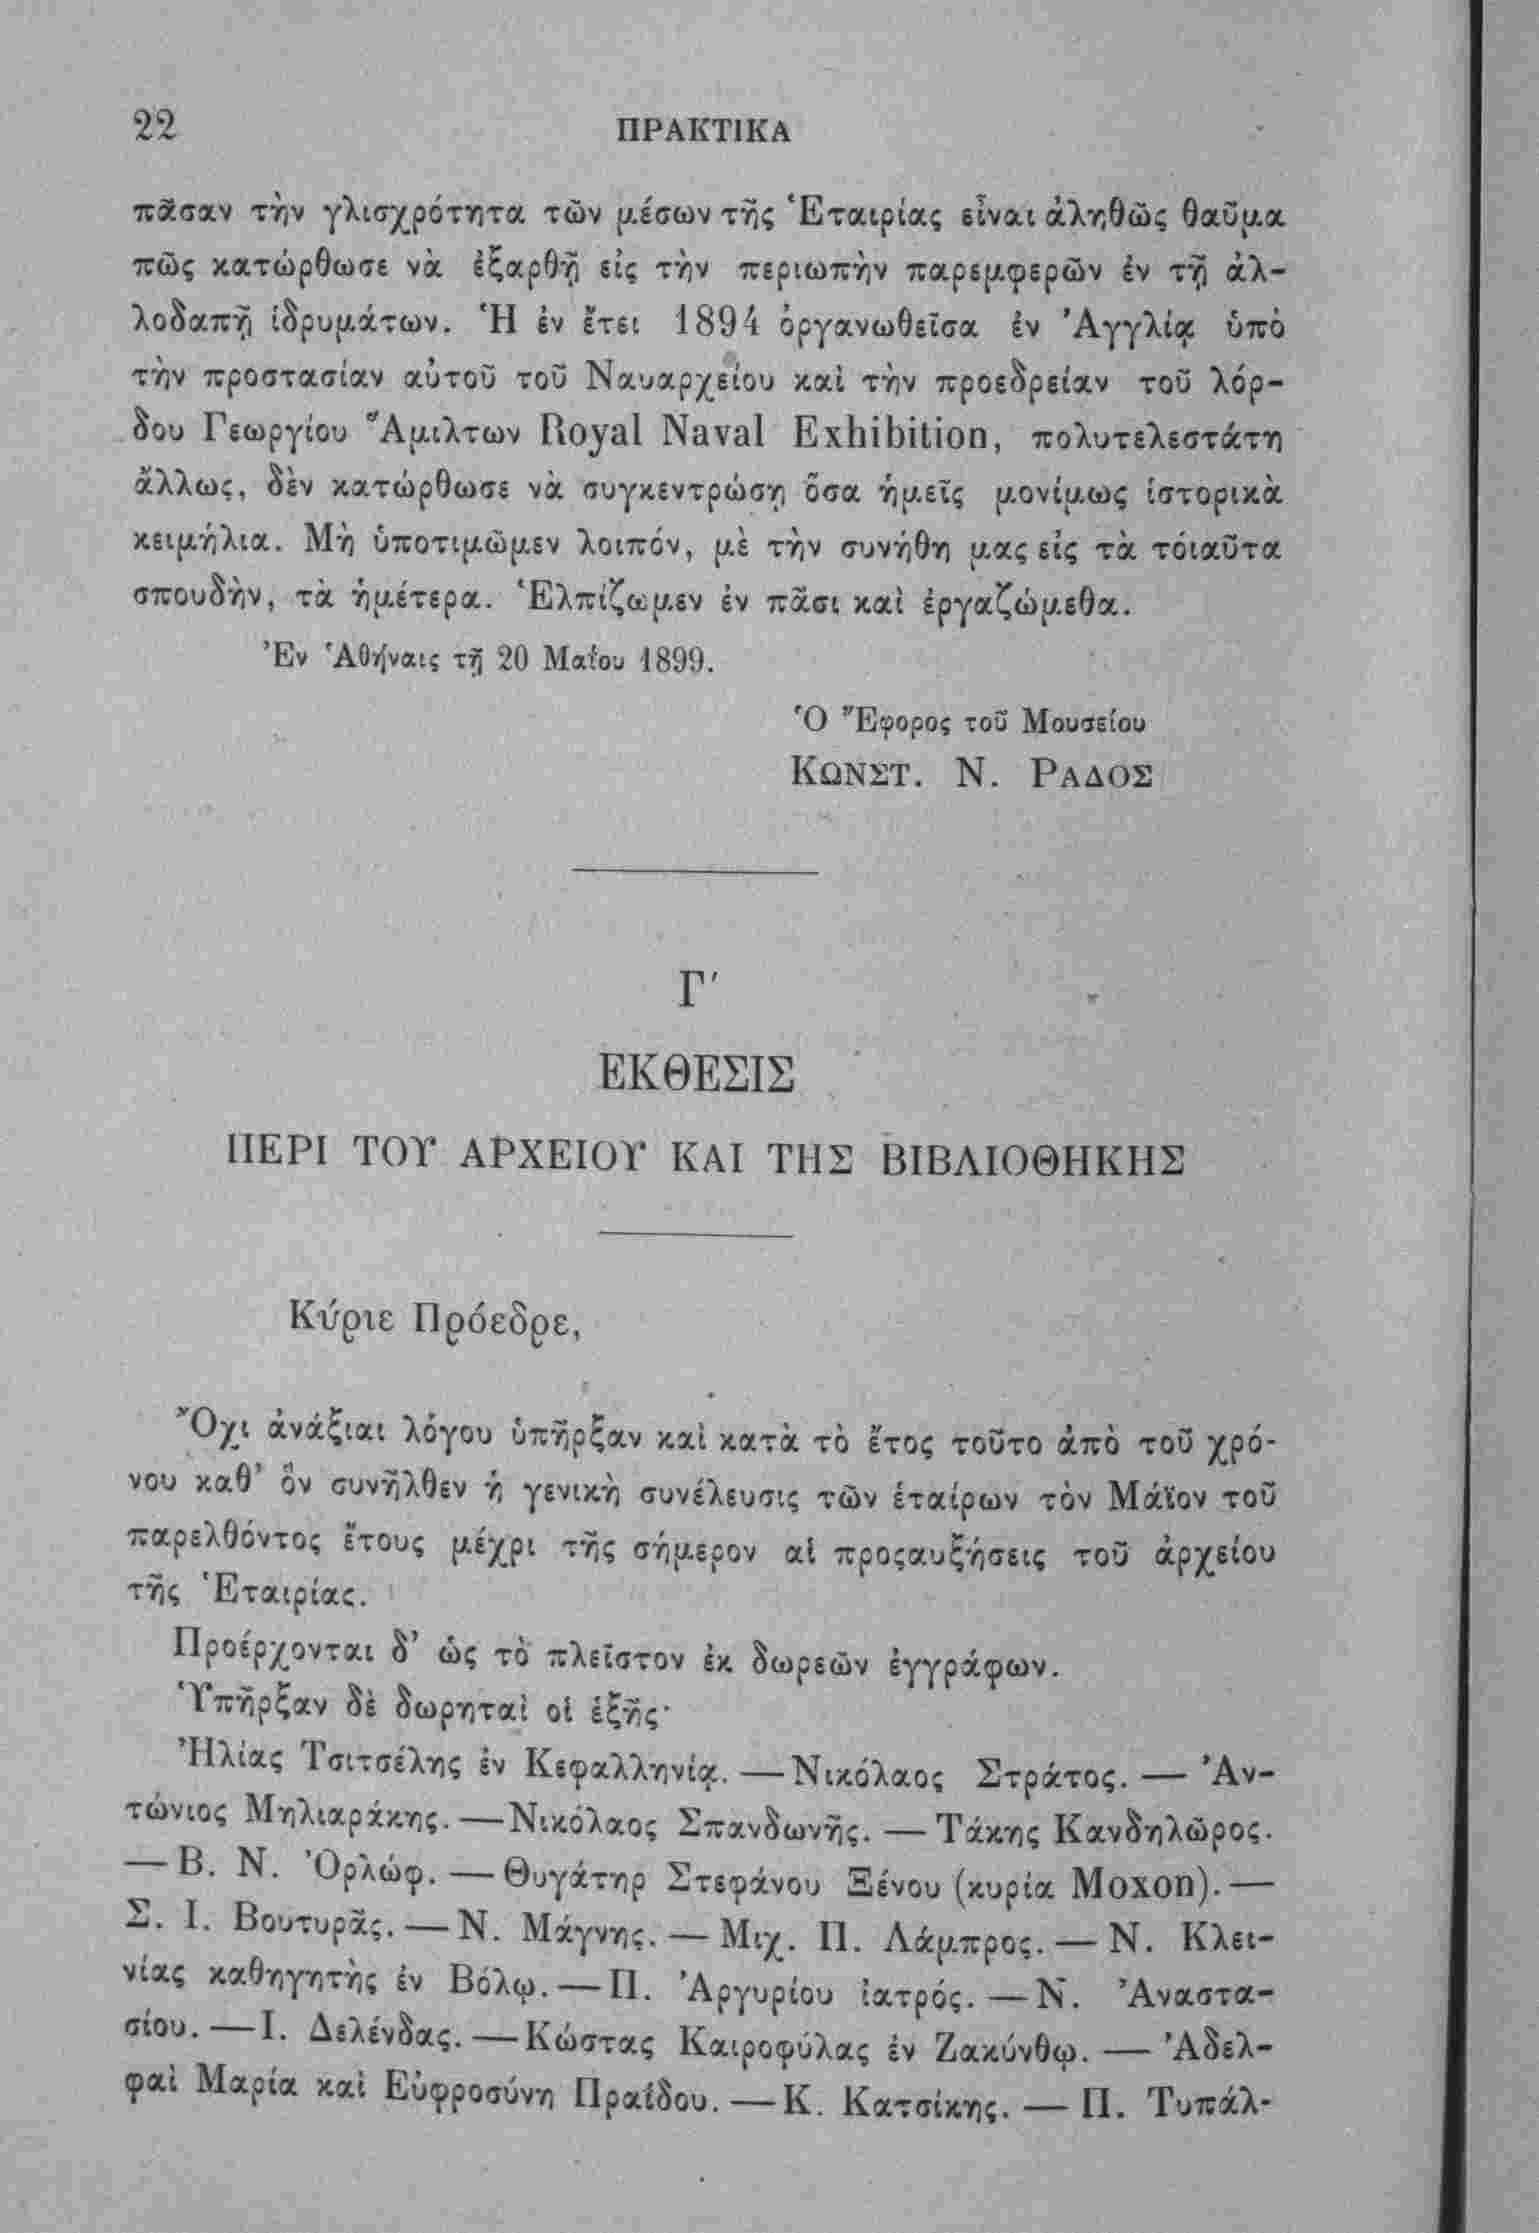 22 ΠΡΑΚΤΙΚΑ
πᾶσαν τὴν γλισχρότητα τῶν μέσων τῆς Ἑταιρίας εἶναι ἀληθῶς θαῦμα
πῶς κατώρθωσε νὰ ἐξαρθῇ εἰς τὴν περιωπὴν παρεμφερῶν ἐν τῇ ἀλ-
λοδαπῇ ἱδρυμάτων. Ἡ ἐν ἔτει 1894 ὀργανωθεῖσα ἐν Ἀγγλίᾳ ὑπὸ
τὴν προστασίαν αὐτοῦ τοῦ Ναυαρχείου καὶ τὴν προεδρείαν τοῦ λόρ-
δου Γεωργίου Ἅμιλτων Royal Naval Exhibition, πολυτελεστάτη
ἄλλως, δὲν κατώρθωσε νὰ συγκεντρώσῃ ὅσα ἡμεῖς μονίμως ἱστορικὰ
κειμήλια. Μὴ ὑποτιμῶμεν λοιπόν, μὲ τὴν συνήθη μας εἰς τὰ τόιαῦτα
σπουδὴν, τὰ ἡμέτερα. Ἐλπίζωμεν ἐν πᾶσι καὶ ἐργαζώμεθα.
Ἐν Ἀθήναις τῇ 20 Μαΐου 1899.
Ὁ Ἔφορος τοῦ Μουσείου
ΚΩΝΣΤ. Ν. ΡΑΔΟΣ
Γ′
ΕΚΘΕΣΙΣ
ΠΕΡΙ ΤΟΥ ΑΡΧΕΙΟΥ ΚΑΙ ΤΗΣ ΒΙΒΛΙΟΘΗΚΗΣ
Κύριε Πρόεδρε,
Ὄχι ἀνάξιαι λόγου ὑπῆρξαν καὶ κατὰ τὸ ἔτος τοῦτο ἀπὸ τοῦ χρό-
νου καθ’ ὃν συνῆλθεν ἡ γενικὴ συνέλευσις τῶν ἑταίρων τὸν Μάϊον τοῦ
παρελθόντος ἔτους μέχρι τῆς σήμερον αἱ προςαυξήσεις τοῦ ἀρχείου
τῆς Ἑταιρίας.
Προέρχονται δ’ ὡς τὸ πλεῖστον ἐκ δωρεῶν ἐγγράφων.
Ὑπῆρξαν δὲ δωρηταὶ οἱ ἑξῆς·
Ἠλίας Τσιτσέλης ἐν Κεφαλληνίᾳ. — Νικόλαος Στράτος. — Ἀν-
τώνιος Μηλιαράκης. — Νικόλαος Σπανδωνῆς. — Τάκης Κανδηλῶρος.
— Β. Ν. Ὀρλώφ. — Θυγάτηρ Στεφάνου Ξένου (κυρία Moxon). —
Σ. Ι. Βουτυρᾶς. — Ν. Μάγνης. — Μιχ. Π. Λάμπρος. — Ν. Κλει-
νίας καθηγητὴς ἐν Βόλῳ. — Π. Ἀργυρίου ἰατρός. — Ν. Ἀναστα-
σίου. — Ι. Δελένδας. — Κώστας Καιροφύλας ἐν Ζακύνθῳ. — Ἀδελ-
φαὶ Μαρία καὶ Εὐφροσύνη Πραΐδου. — Κ. Κατσίκης. — Π. Τυπάλ-